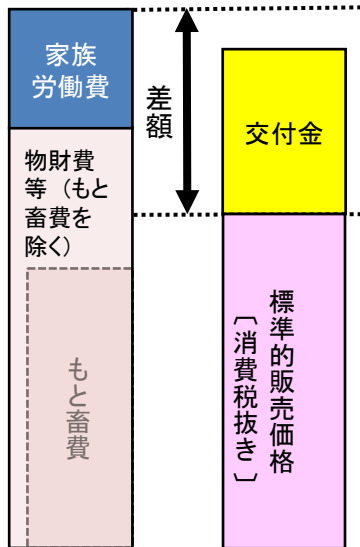 家族
労働費
物財費
等（もと
畜費を
除く）
もと畜費
差額
交付金
標準的販売価格
〔消費税抜き〕